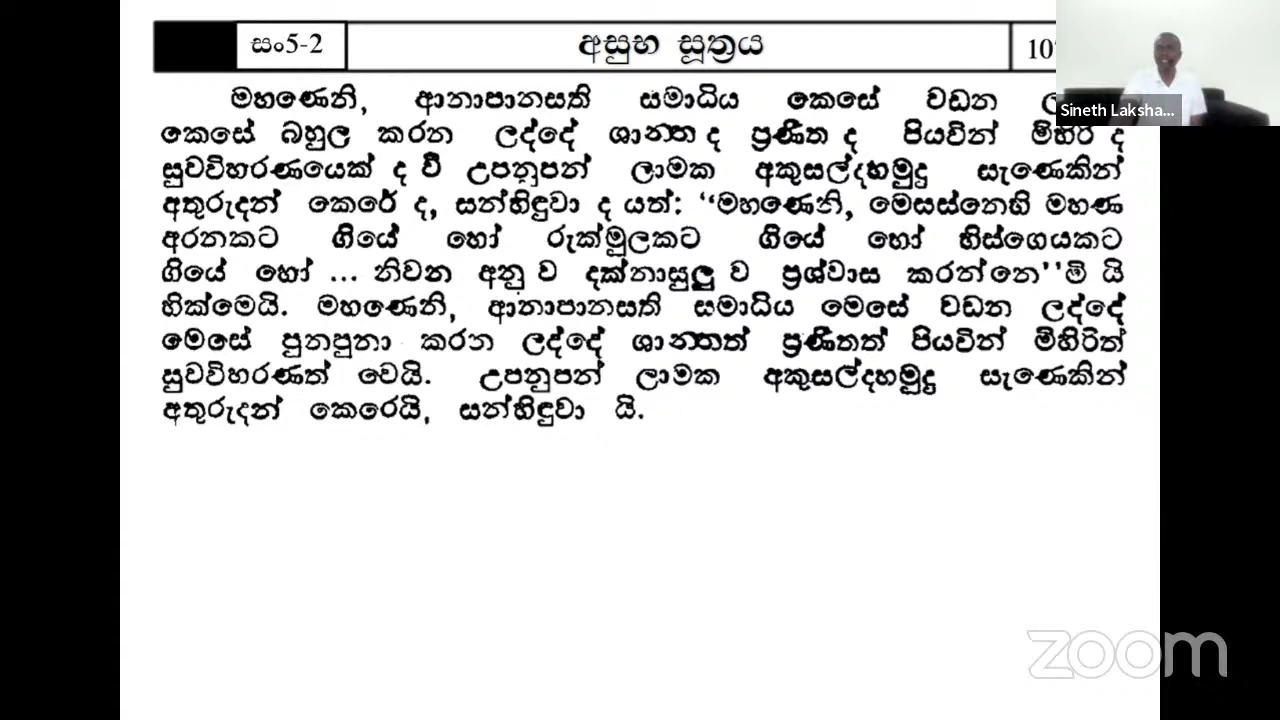 සං5-2 අසුභ සූත්‍රය
Sineth Laksha...
මහණෙනි, ආනාපානසති සමාධිය කෙසේ වඩන
කෙසේ බහුල කරන ලද්දේ ශාන්ත ද ප්‍රණීත ද පියවින් මිහිරි ද
සුවවිහරණයෙක් ද වී උපනුපන් ලාමක අකුසල්දහමුදු සැණෙකින්
අතුරුදන් කෙරේ ද, සන්හිඳුවා ද යත්: “මහණෙනි, මෙසස්නෙහි මහණ
අරනකට ගියේ හෝ රුක්මුලකට ගියේ හෝ හිස්ගෙයකට
ගියේ හෝ ... නිවන අනු ව දක්නාසුලු ව ප්‍රශ්වාස කරන්නෙ”මි යි
හික්මෙයි. මහණෙනි, ආනාපානසති සමාධිය මෙසේ වඩන ලද්දේ
මෙසේ පුනපුනා කරන ලද්දේ ශාන්තත් ප්‍රණීතත් පියවින් මිහිරිත්
සුවවිහරණත් වෙයි. උපනුපන් ලාමක අකුසල්දහමුදු සැණෙකින්
අතුරුදන් කෙරෙයි, සන්හිඳුවා යි.
zoom